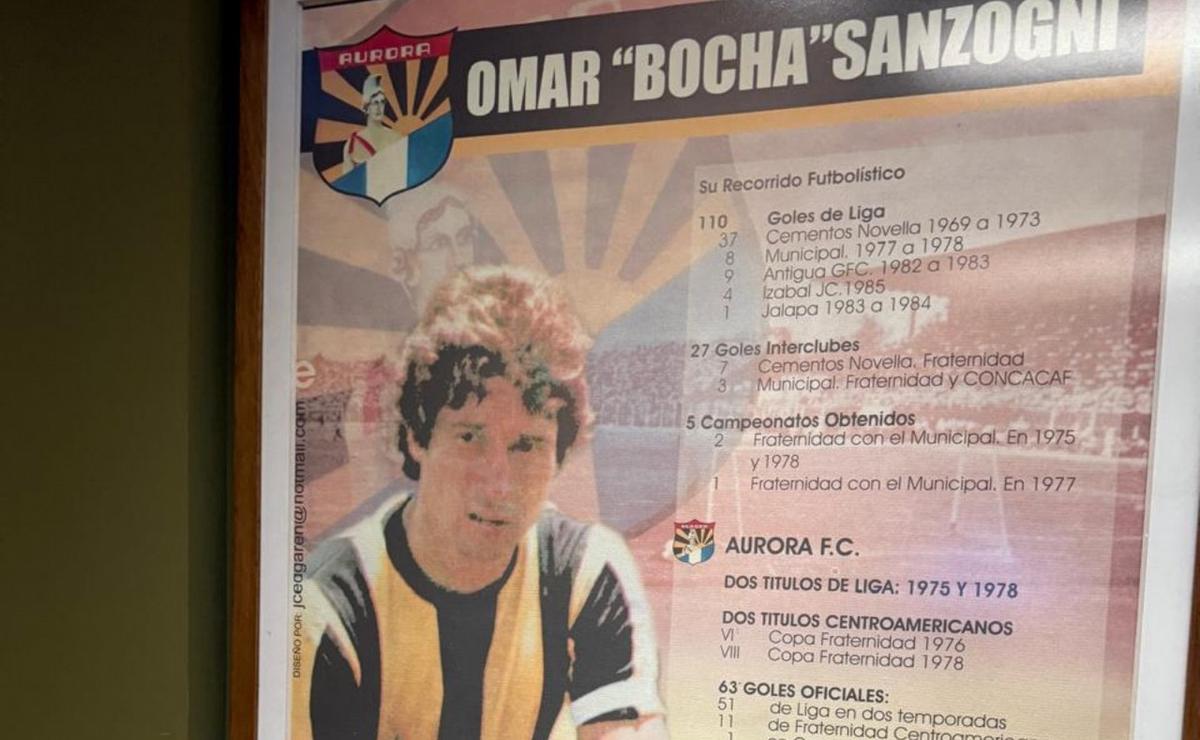 AURORA
OMAR “BOCHA” SANZOGNI
Su Recorrido Futbolístico
110 Goles de Liga
37 Cementos Novella 1969 a 1973
8 Municipal. 1977 a 1978
9 Antigua GFC. 1982 a 1983
4 Izabal JC.1985
1 Jalapa 1983 a 1984
27 Goles Interclubes
7 Cementos Novella. Fraternidad
3 Municipal. Fraternidad y CONCACAF
5 Campeonatos Obtenidos
2 Fraternidad con el Municipal. En 1975
y 1978
1 Fraternidad con el Municipal. En 1977
AURORA F.C.
DOS TITULOS DE LIGA: 1975 Y 1978
DOS TITULOS CENTROAMERICANOS
VI Copa Fraternidad 1976
VIII Copa Fraternidad 1978
63 GOLES OFICIALES:
51 de Liga en dos temporadas
11 de Fraternidad
DISEÑO POR: jceagaren@hotmail.com